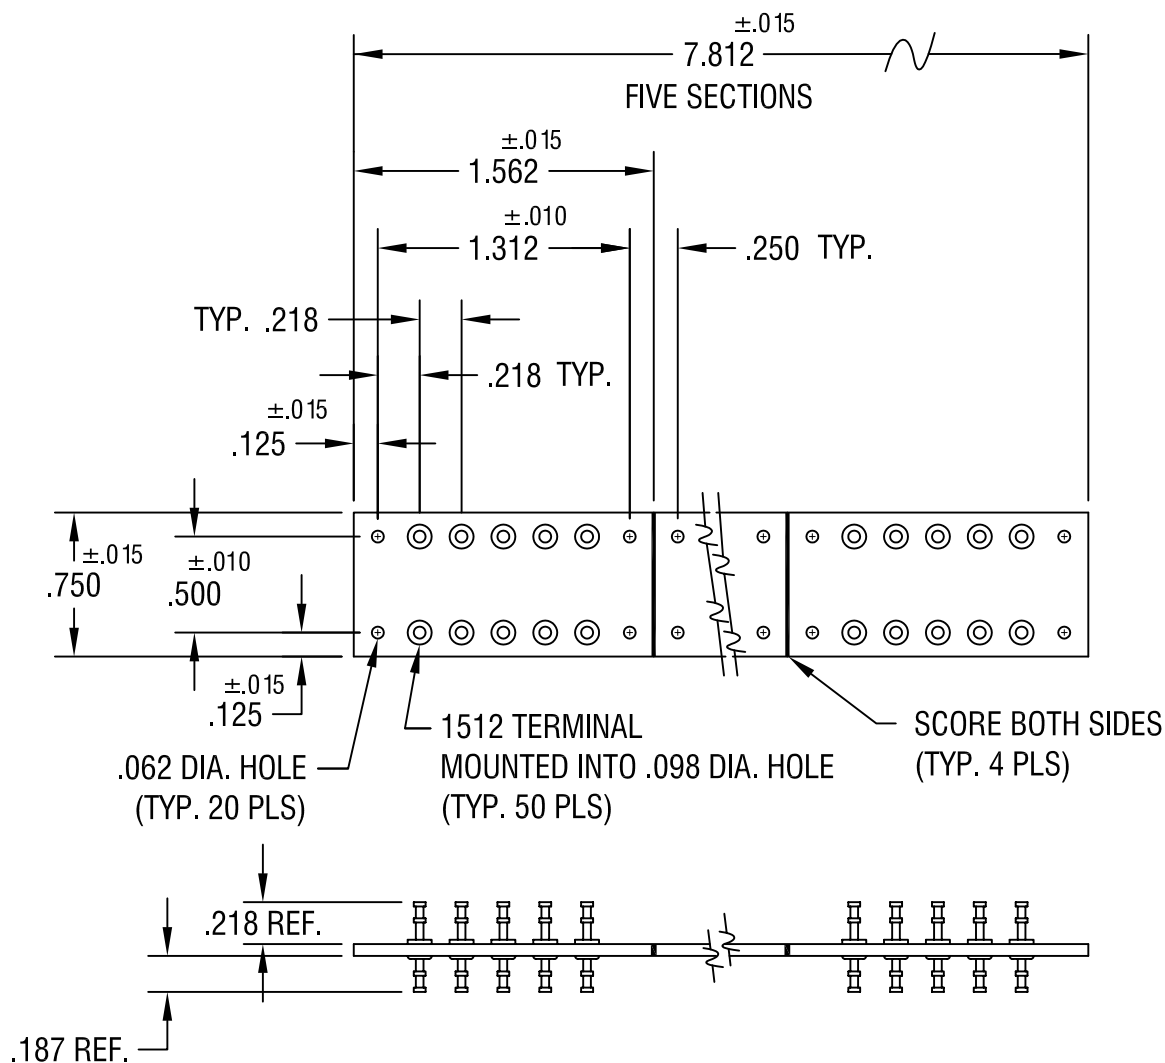 ±.015
7.812
FIVE SECTIONS
±.015
1.562
±.010
1.312
.250 TYP.
TYP. .218
.218 TYP.
±.015
.125
±.015
.750
±.010
.500
±.015
.125
.062 DIA. HOLE
(TYP. 20 PLS)
1512 TERMINAL
MOUNTED INTO .098 DIA. HOLE
(TYP. 50 PLS)
SCORE BOTH SIDES
(TYP. 4 PLS)
.218 REF.
.187 REF.